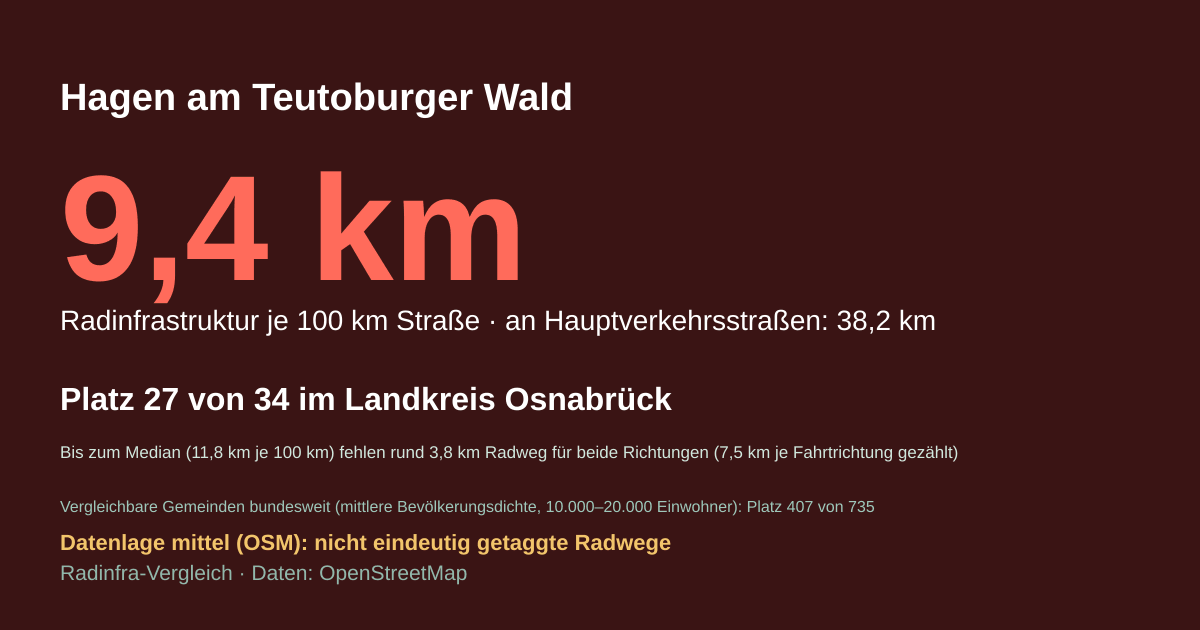 Hagen am Teutoburger Wald
9,4 km
Radinfrastruktur je 100 km Straße · an Hauptverkehrsstraßen: 38,2 km
Platz 27 von 34 im Landkreis Osnabrück
Bis zum Median (11,8 km je 100 km) fehlen rund 3,8 km Radweg für beide Richtungen (7,5 km je Fahrtrichtung gezählt)
Vergleichbare Gemeinden bundesweit (mittlere Bevölkerungsdichte, 10.000–20.000 Einwohner): Platz 407 von 735
Datenlage mittel (OSM): nicht eindeutig getaggte Radwege
Radinfra-Vergleich · Daten: OpenStreetMap